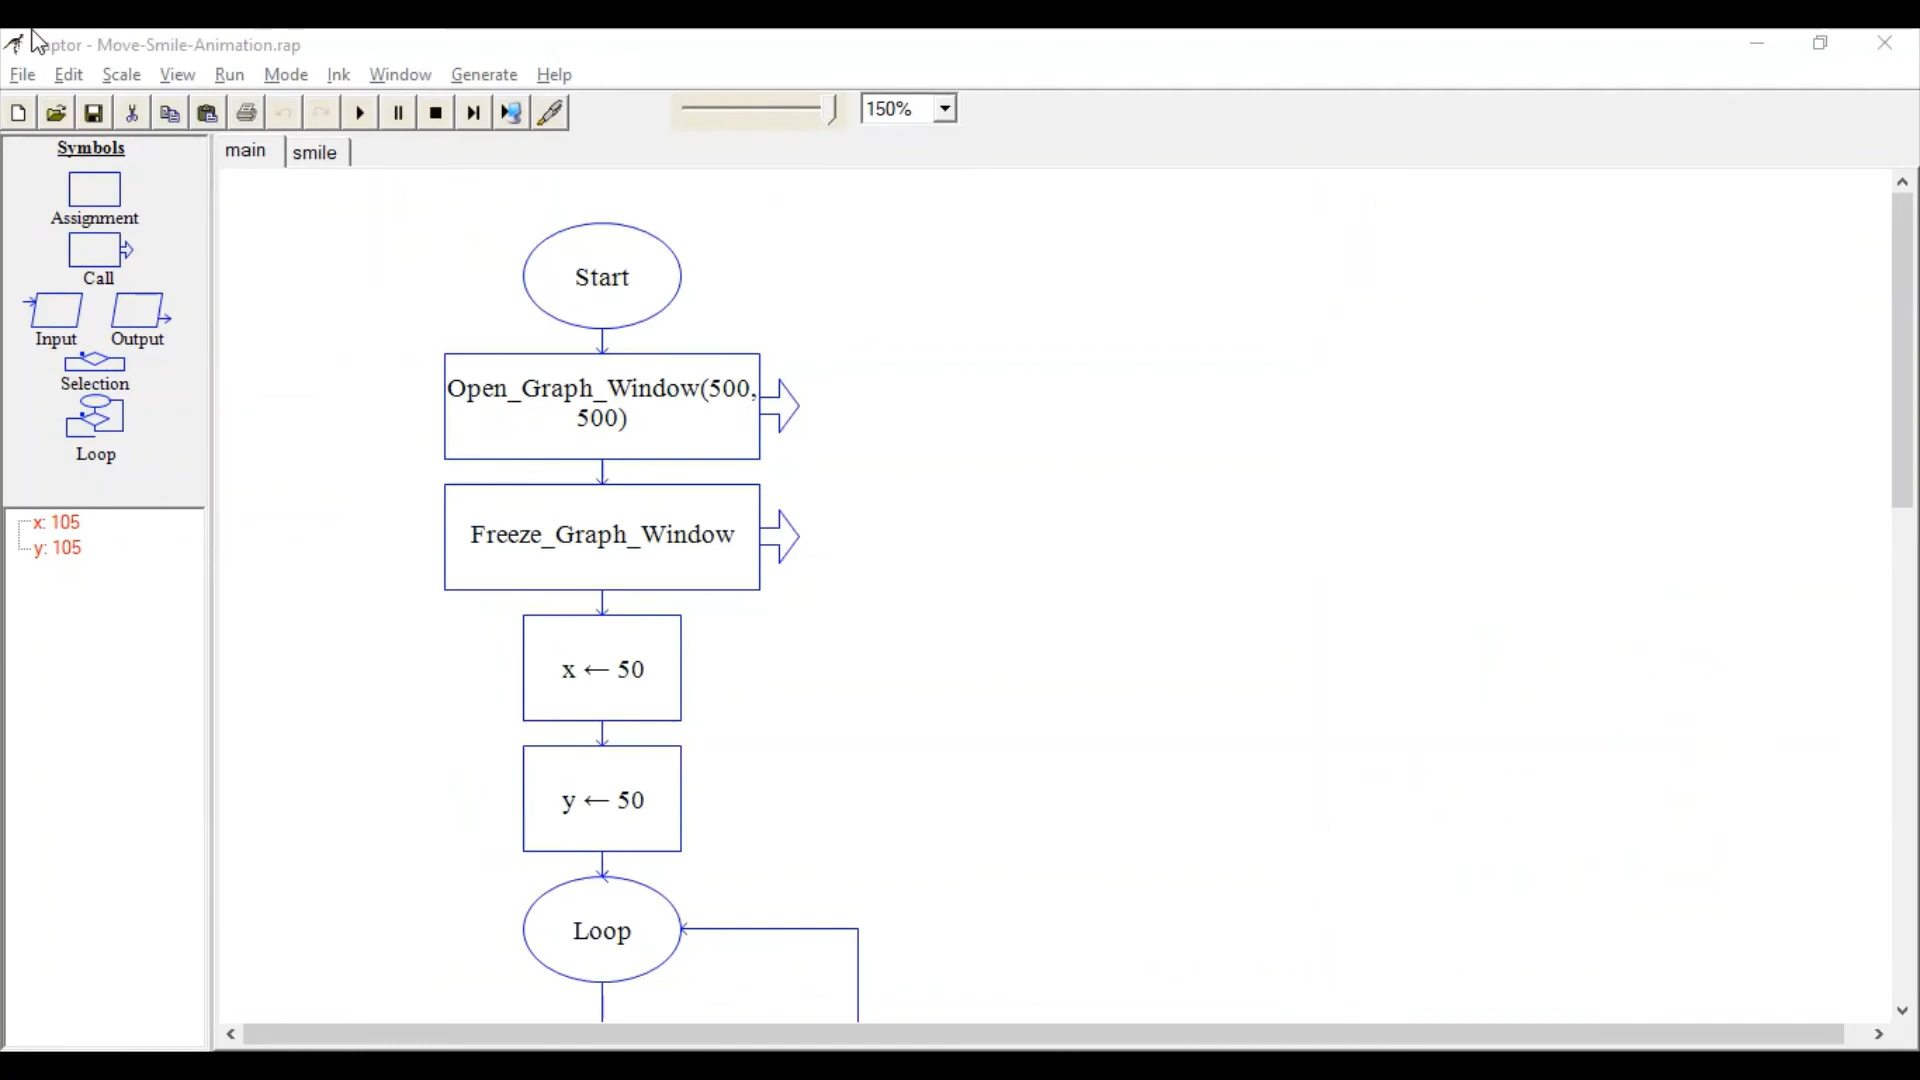 aptor - Move-Smile-Animation.rap
File Edit Scale View Run Mode Ink Window Generate Help
150%
Symbols
main smile
Assignment
Call
Input Output
Selection
Loop
x: 105
y: 105
Start
Open_Graph_Window(500,
500)
Freeze_Graph_Window
x ← 50
y ← 50
Loop